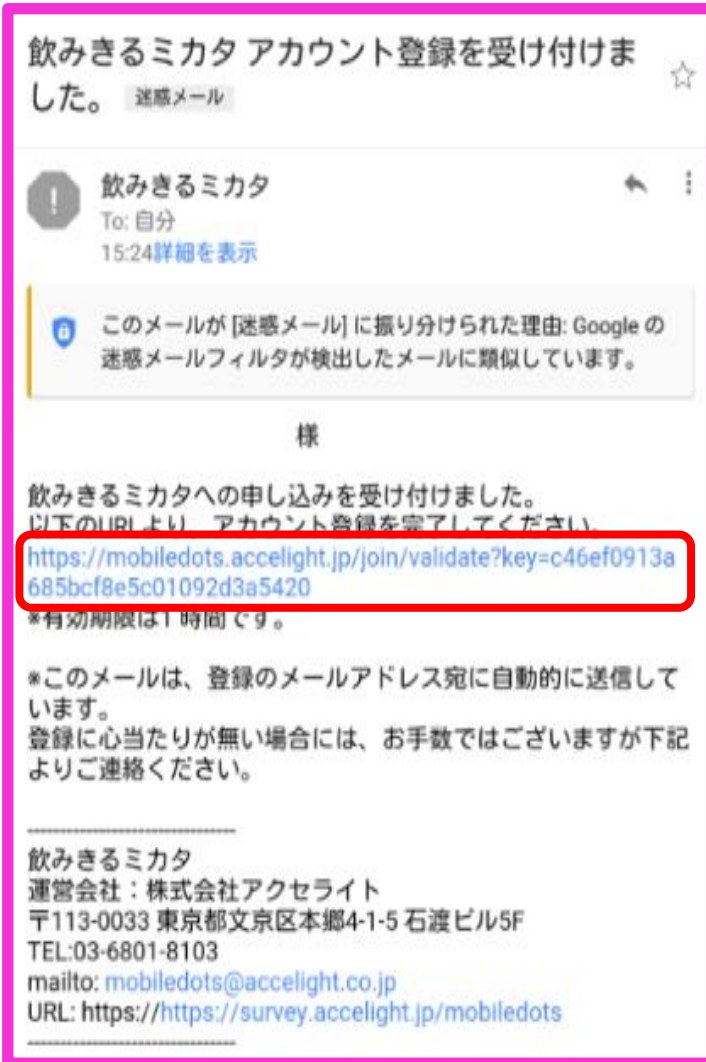 飲みきるミカタ アカウント登録を受け付けま
した。 迷惑メール
飲みきるミカタ
To: 自分
15:24詳細を表示
このメールが [迷惑メール] に振り分けられた理由: Google の
迷惑メールフィルタが検出したメールに類似しています。
様
飲みきるミカタへの申し込みを受け付けました。
以下のURLより、アカウント登録を完了してください。
https://mobiledots.accelight.jp/join/validate?key=c46ef0913a
685bcf8e5c01092d3a5420
*有効期限は1時間です。
*このメールは、登録のメールアドレス宛に自動的に送信して
います。
登録に心当たりが無い場合には、お手数ではございますが下記
よりご連絡ください。
--------------------------------
飲みきるミカタ
運営会社：株式会社アクセライト
〒113-0033 東京都文京区本郷4-1-5 石渡ビル5F
TEL:03-6801-8103
mailto: mobiledots@accelight.co.jp
URL: https://https://survey.accelight.jp/mobiledots
--------------------------------